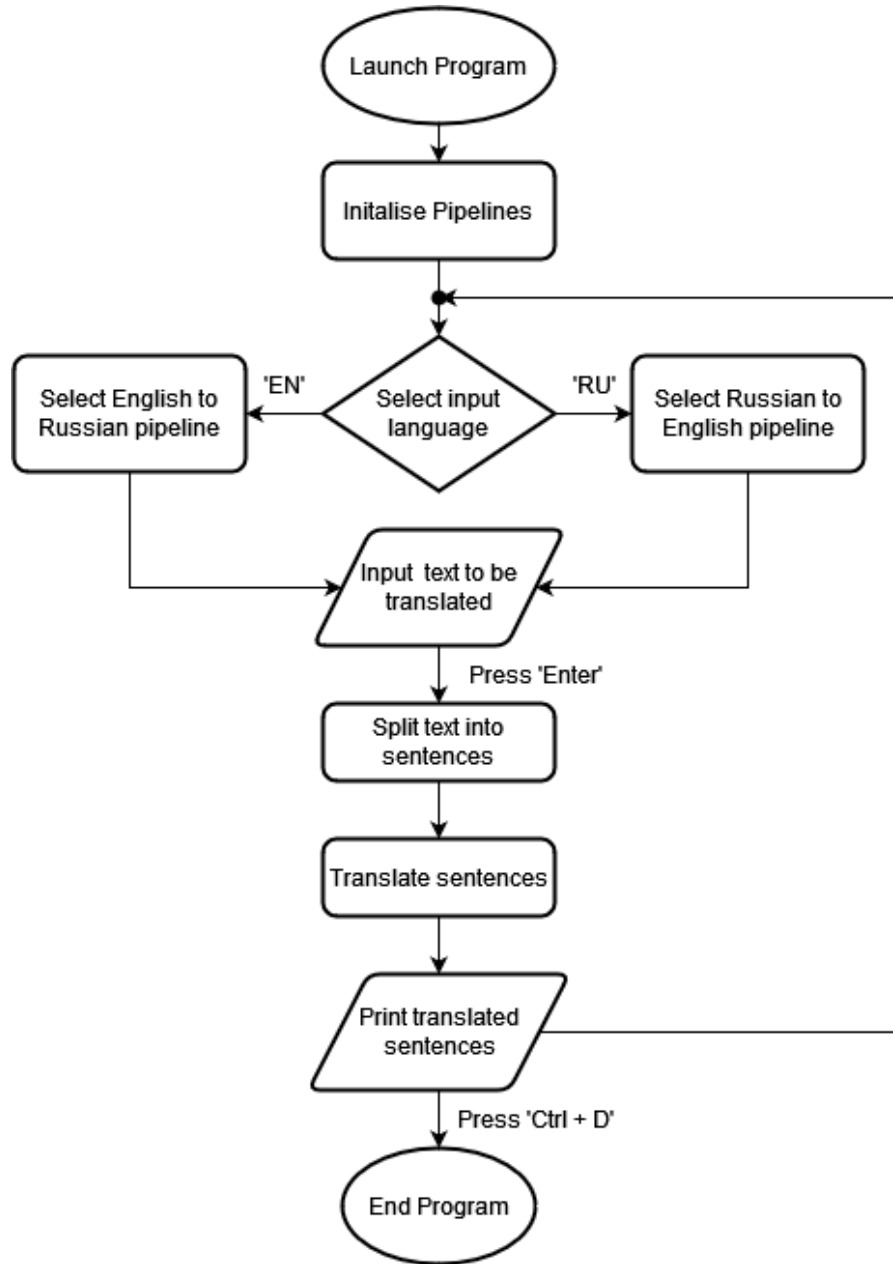 Launch Program
Initalise Pipelines
'EN'
'RU'
Select English to
Russian pipeline
Select input
language
Select Russian to
English pipeline
Input  text to be
translated
Press 'Enter'
Split text into
sentences
Translate sentences
Print translated
sentences
Press 'Ctrl + D'
End Program